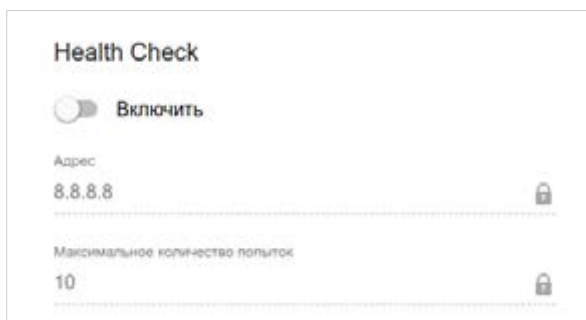 Health Check
Включить
Адрес
8.8.8.8
Максимальное количество попыток
10